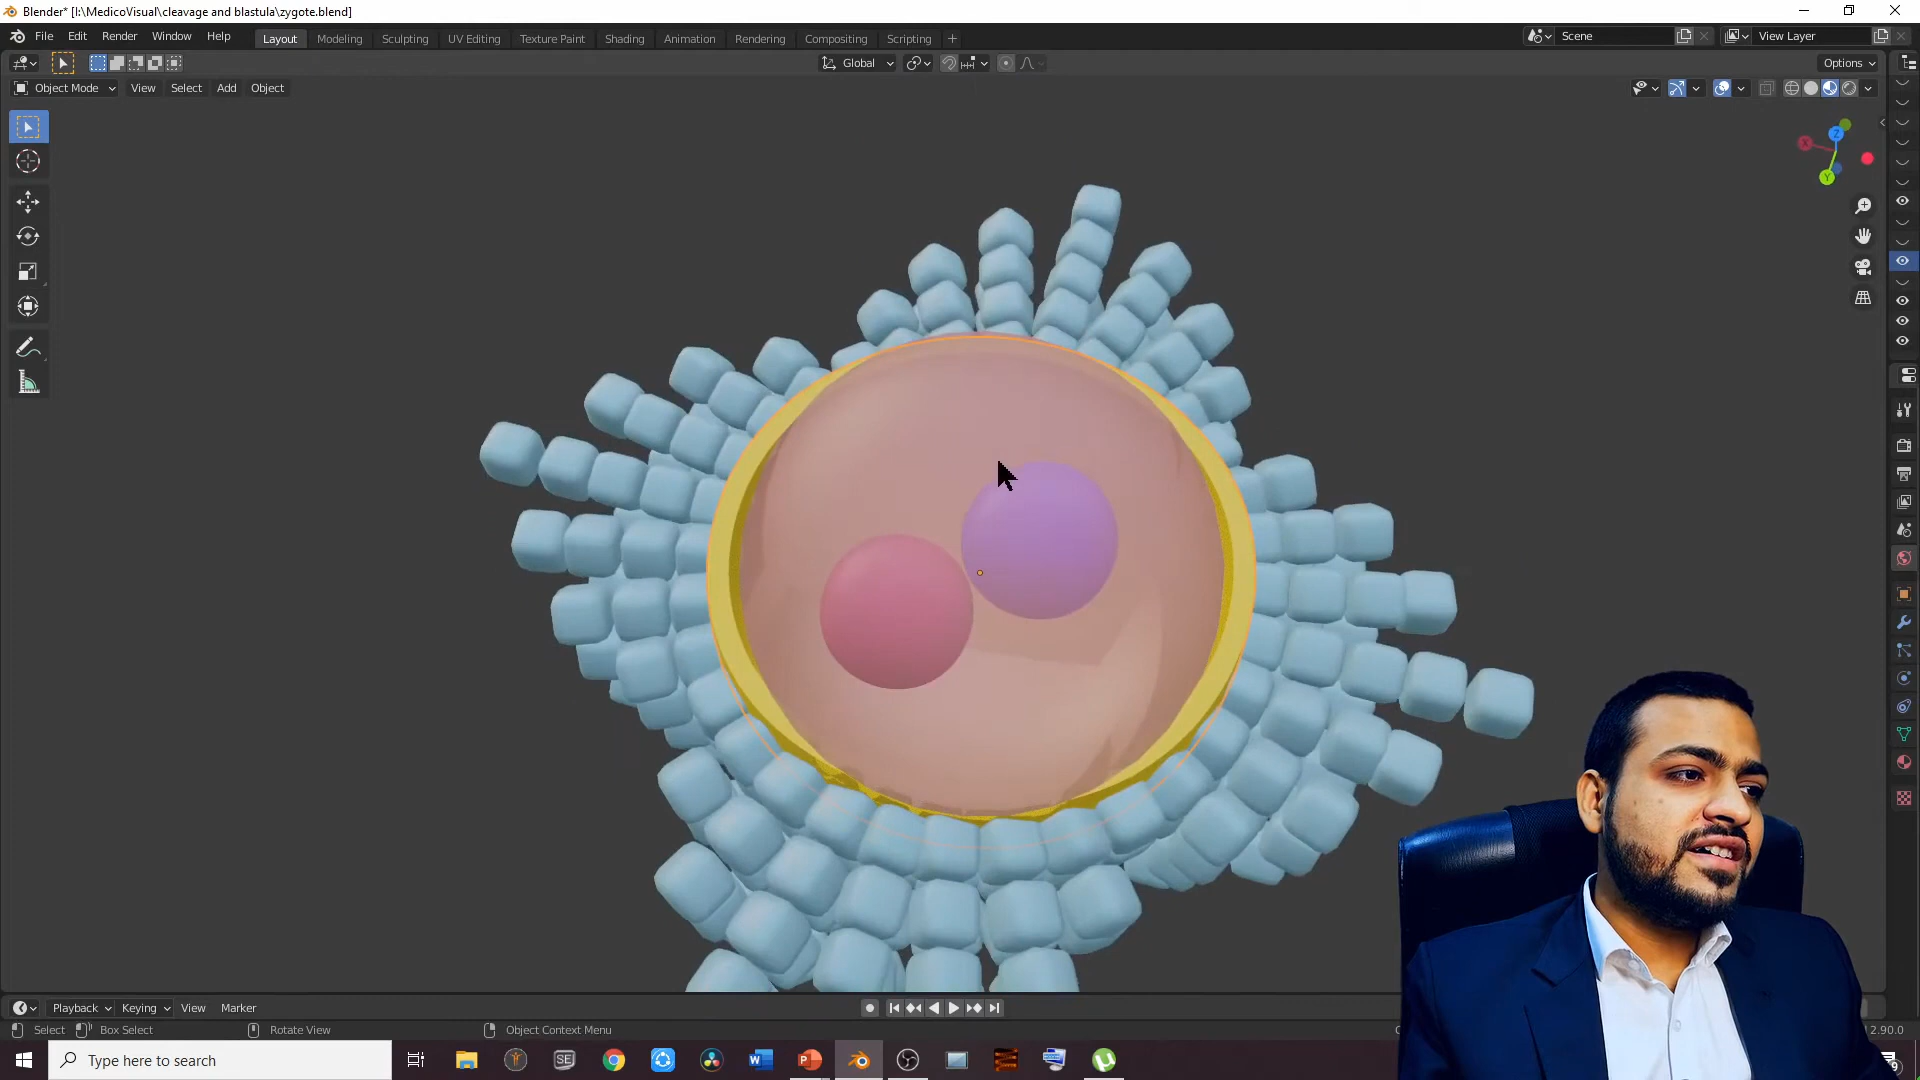 Blender* [I:\MedicoVisual\cleavage and blastula\zygote.blend]
File Edit Render Window Help
Layout Modeling Sculpting UV Editing Texture Paint Shading Animation Rendering Compositing Scripting +
Scene
View Layer
Global
Options
Object Mode View Select Add Object
Z
X
Y
Playback Keying View Marker
Select Box Select Rotate View Object Context Menu
2.90.0
Type here to search